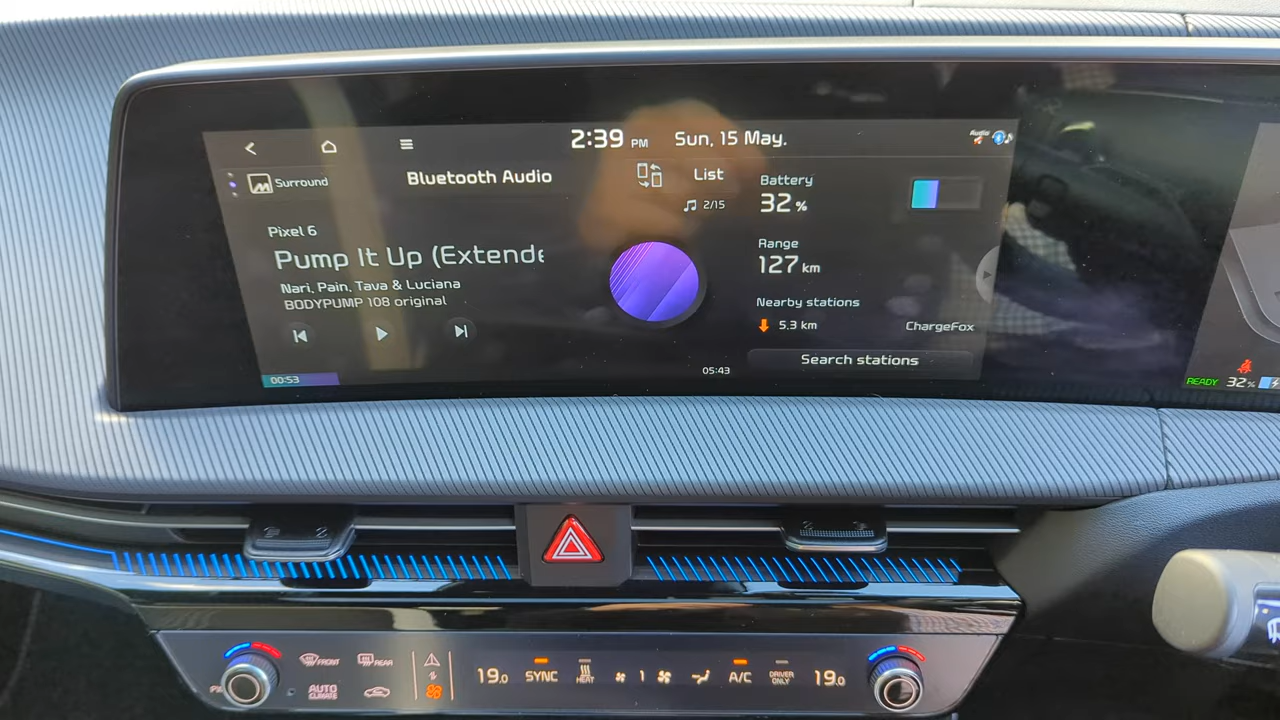 2:39 PM Sun, 15 May.
Audio
Surround
Bluetooth Audio
List
2/15
Battery
32%
Pixel 6
Pump It Up (Extende
Nari, Pain, Tava & Luciana
BODYPUMP 108 original
Range
127 km
Nearby stations
5.3 km ChargeFox
Search stations
00:53
05:43
READY 32%
FRONT REAR
AUTO CLIMATE
19.0 SYNC HEAT 1 A/C DRIVER ONLY 19.0